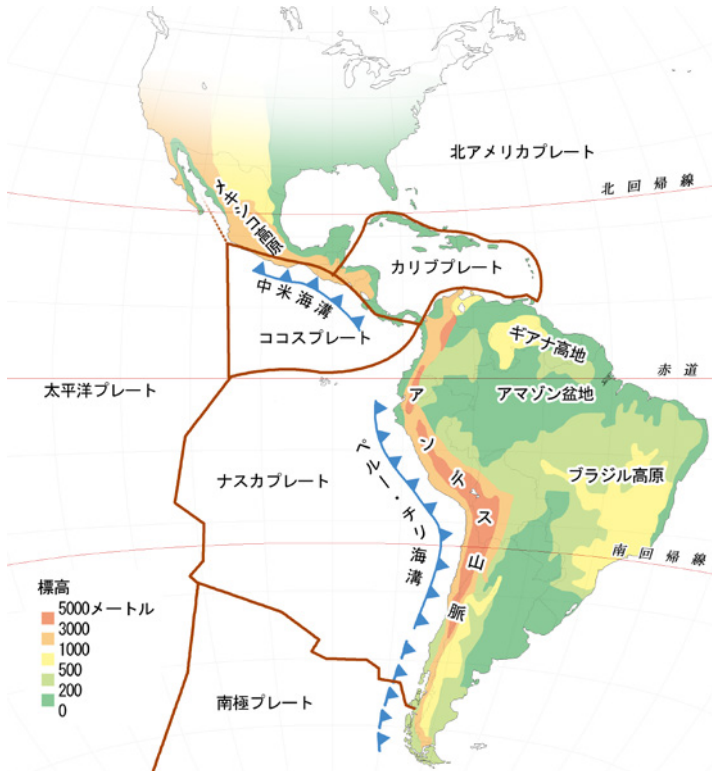 北アメリカプレート
北回帰線
メキシコ高原
カリブプレート
中米海溝
ココスプレート
ギアナ高地
赤道
太平洋プレート
アマゾン盆地
アンデス山脈
ペルー・チリ海溝
ナスカプレート
ブラジル高原
南回帰線
標高
5000メートル
3000
1000
500
200
0
南極プレート